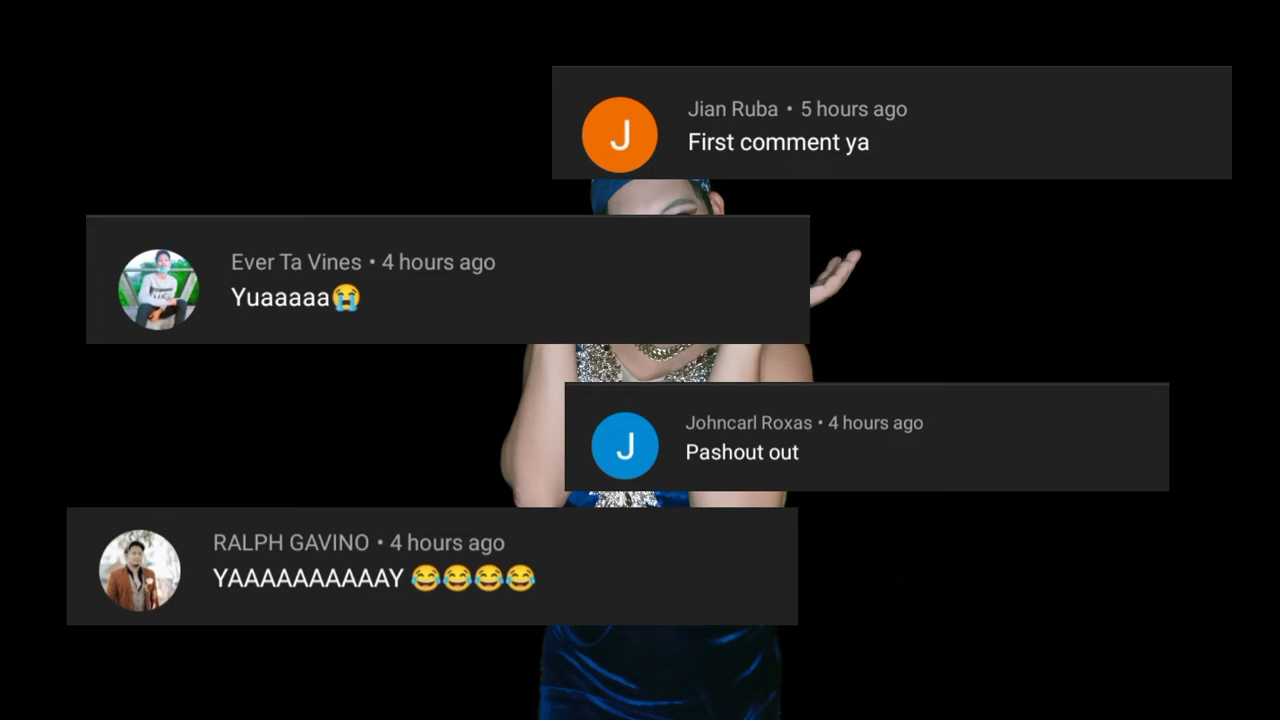 J
Jian Ruba • 5 hours ago
First comment ya
Ever Ta Vines • 4 hours ago
Yuaaaaa😭
J
Johncarl Roxas • 4 hours ago
Pashout out
RALPH GAVINO • 4 hours ago
YAAAAAAAAAAY 😂😂😂😂